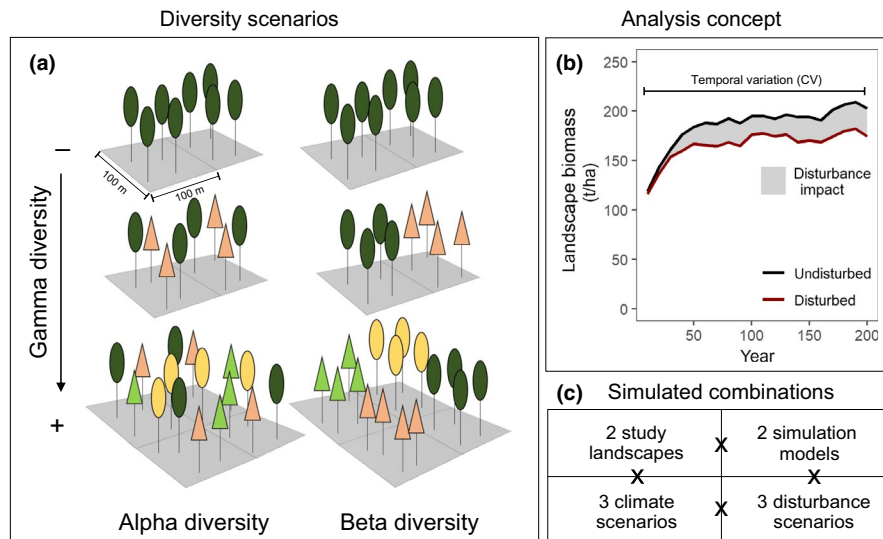 Diversity scenarios
Analysis concept
(a)
–
100 m
100 m
Gamma diversity
+
Alpha diversity
Beta diversity
(b)
250
200
150
100
50
0
Landscape biomass
(t/ha)
Temporal variation (CV)
Disturbance
impact
Undisturbed
Disturbed
50
100
150
200
Year
(c)
Simulated combinations
2 study
landscapes
X
2 simulation
models
X
X
3 climate
scenarios
X
3 disturbance
scenarios